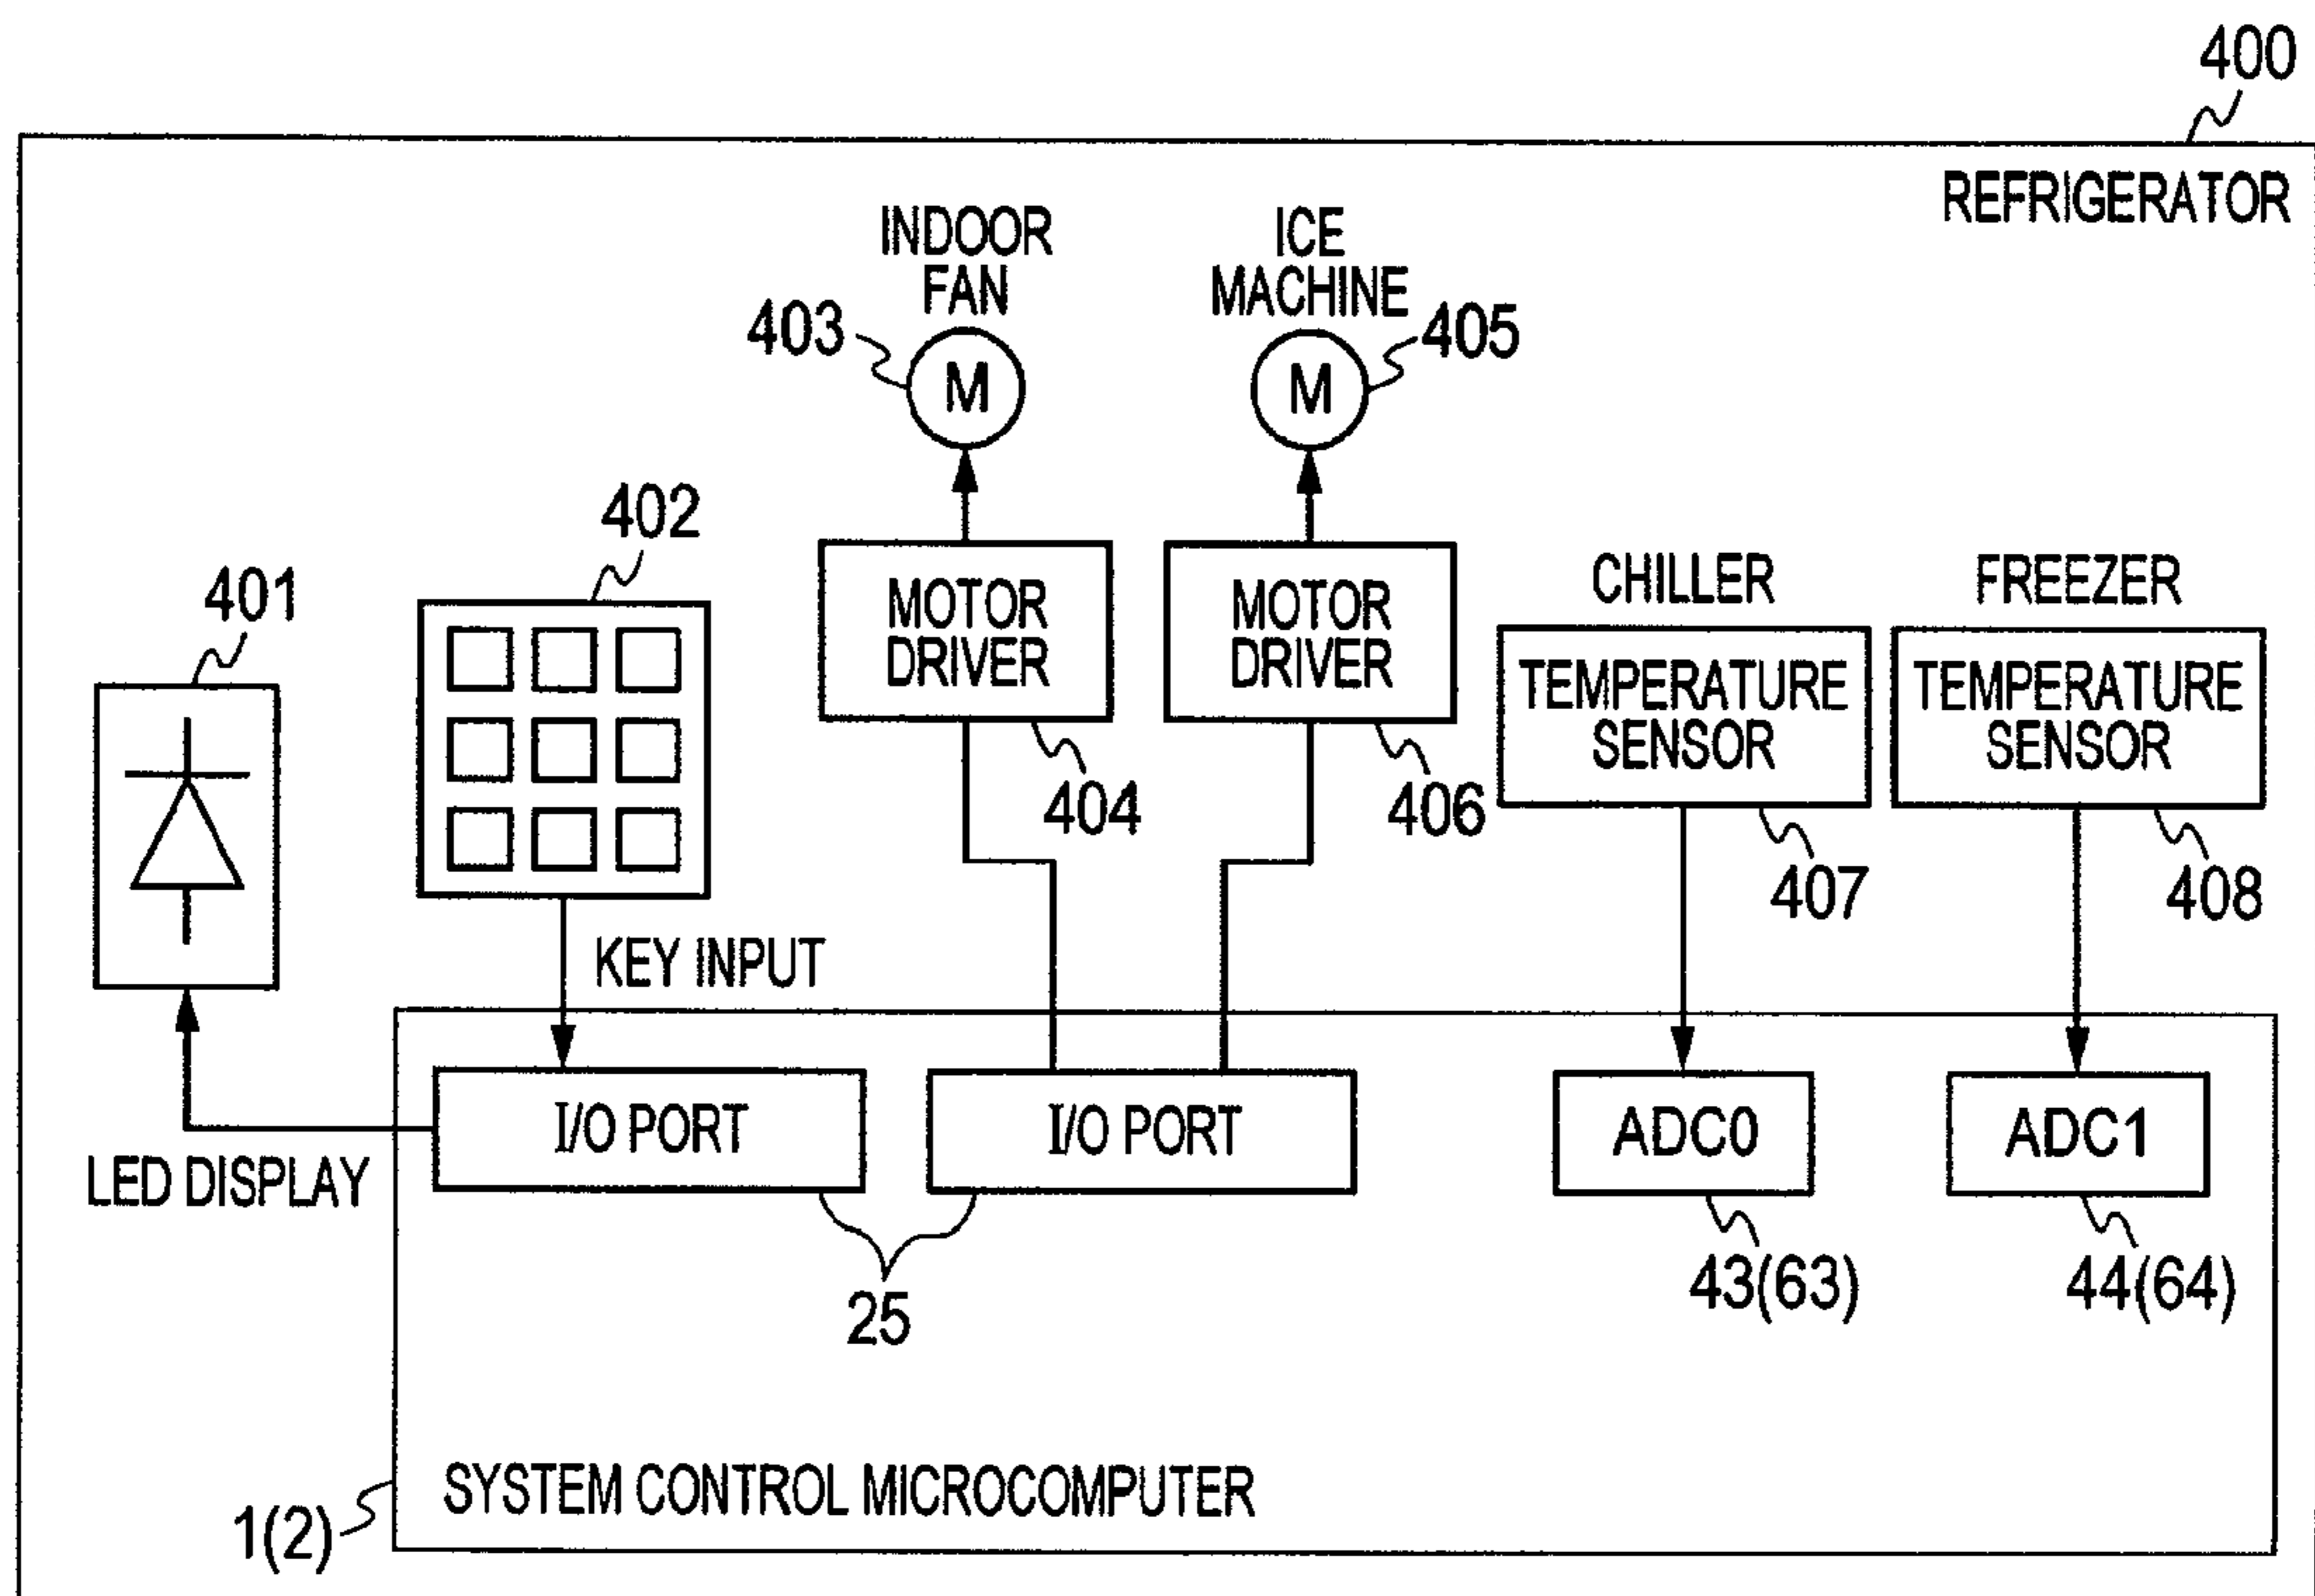 400
REFRIGERATOR
INDOOR
FAN
403
M
ICE
MACHINE
405
M
402
401
MOTOR
DRIVER
404
MOTOR
DRIVER
406
CHILLER
TEMPERATURE
SENSOR
407
FREEZER
TEMPERATURE
SENSOR
408
KEY INPUT
LED DISPLAY
I/O PORT
I/O PORT
25
ADC0
43(63)
ADC1
44(64)
SYSTEM CONTROL MICROCOMPUTER
1(2)